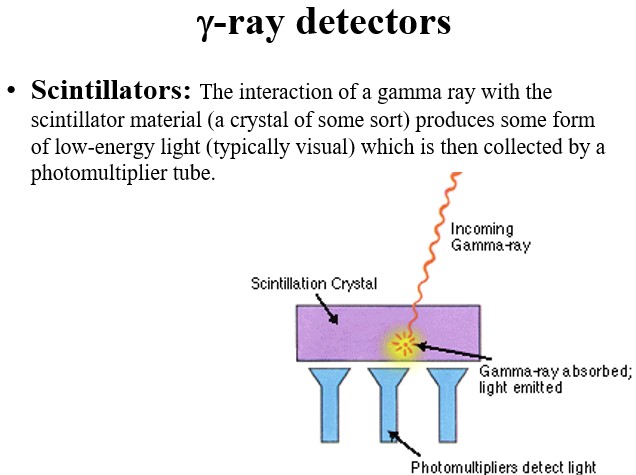 γ-ray detectors
• Scintillators: The interaction of a gamma ray with the
scintillator material (a crystal of some sort) produces some form
of low-energy light (typically visual) which is then collected by a
photomultiplier tube.
Incoming
Gamma-ray
Scintillation Crystal
Gamma-ray absorbed;
light emitted
Photomultipliers detect light